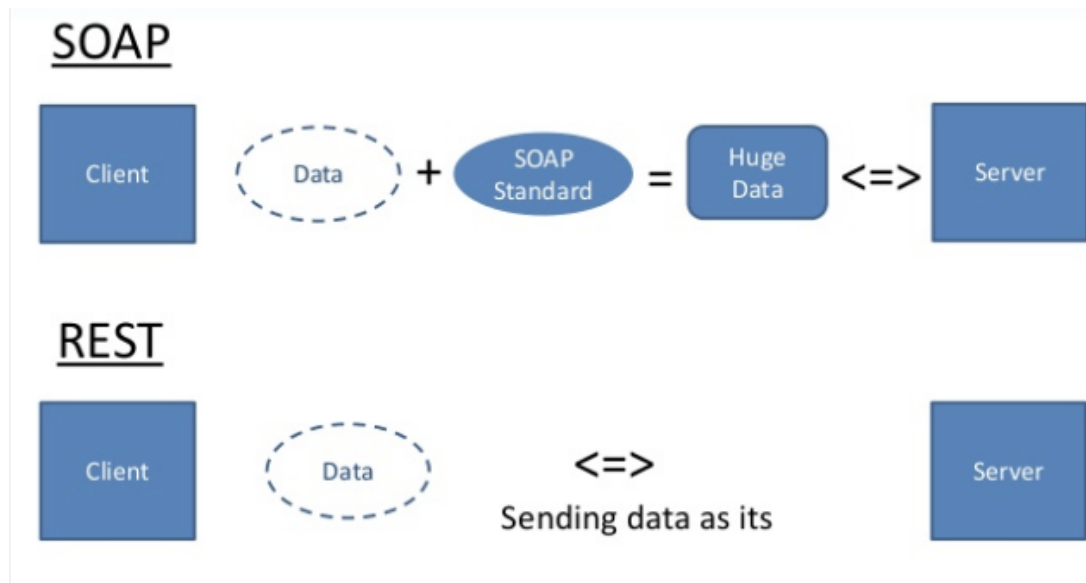 SOAP
Client
Data
+
SOAP
Standard
=
Huge
Data
<=>
Server
REST
Client
Data
<=>
Sending data as its
Server